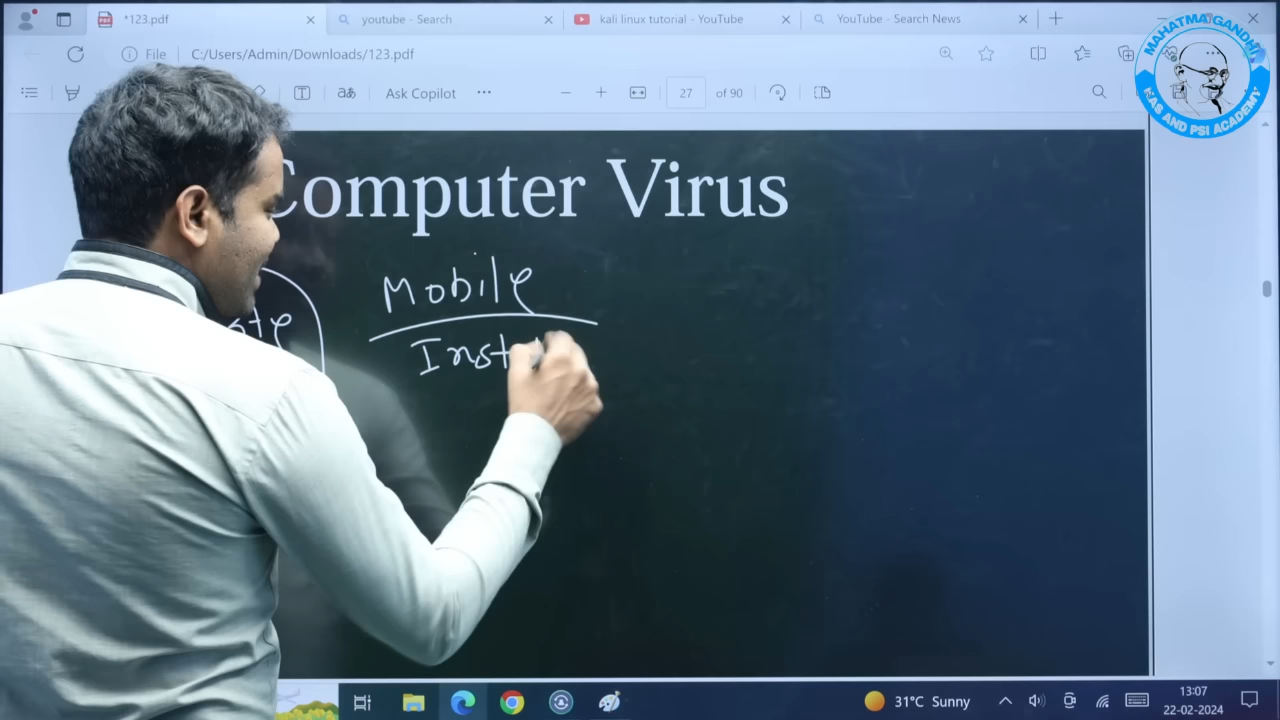 *123.pdf
youtube - Search
kali linux tutorial - YouTube
YouTube - Search News
File
C:/Users/Admin/Downloads/123.pdf
aあ
Ask Copilot
27
of 90
MAHATMA GANDHI
KAS AND PSI ACADEMY
Computer Virus
Mobile
Inst
31°C Sunny
13:07
22-02-2024